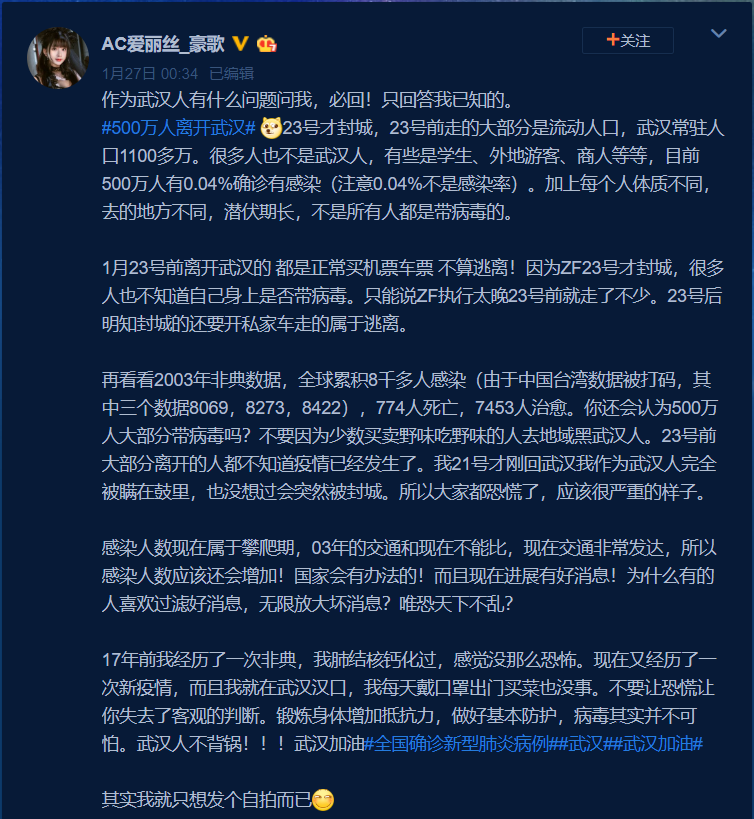 AC爱丽丝_豪歌
+关注
1月27日 00:34 已编辑
作为武汉人有什么问题问我，必回！只回答我已知的。
#500万人离开武汉# 23号才封城，23号前走的大部分是流动人口，武汉常驻人
口1100多万。很多人也不是武汉人，有些是学生、外地游客、商人等等，目前
500万人有0.04%确诊有感染（注意0.04%不是感染率）。加上每个人体质不同，
去的地方不同，潜伏期长，不是所有人都是带病毒的。
1月23号前离开武汉的 都是正常买机票车票 不算逃离！因为ZF23号才封城，很多
人也不知道自己身上是否带病毒。只能说ZF执行太晚23号前就走了不少。23号后
明知封城的还要开私家车走的属于逃离。
再看看2003年非典数据，全球累积8千多人感染（由于中国台湾数据被打码，其
中三个数据8069，8273，8422），774人死亡，7453人治愈。你还会认为500万
人大部分带病毒吗？不要因为少数买卖野味吃野味的人去地域黑武汉人。23号前
大部分离开的人都不知道疫情已经发生了。我21号才刚回武汉我作为武汉人完全
被瞒在鼓里，也没想过会突然被封城。所以大家都恐慌了，应该很严重的样子。
感染人数现在属于攀爬期，03年的交通和现在不能比，现在交通非常发达，所以
感染人数应该还会增加！国家会有办法的！而且现在进展有好消息！为什么有的
人喜欢过滤好消息，无限放大坏消息？唯恐天下不乱？
17年前我经历了一次非典，我肺结核钙化过，感觉没那么恐怖。现在又经历了一
次新疫情，而且我就在武汉汉口，我每天戴口罩出门买菜也没事。不要让恐慌让
你失去了客观的判断。锻炼身体增加抵抗力，做好基本防护，病毒其实并不可
怕。武汉人不背锅！！！武汉加油#全国确诊新型肺炎病例##武汉##武汉加油#
其实我就只想发个自拍而已